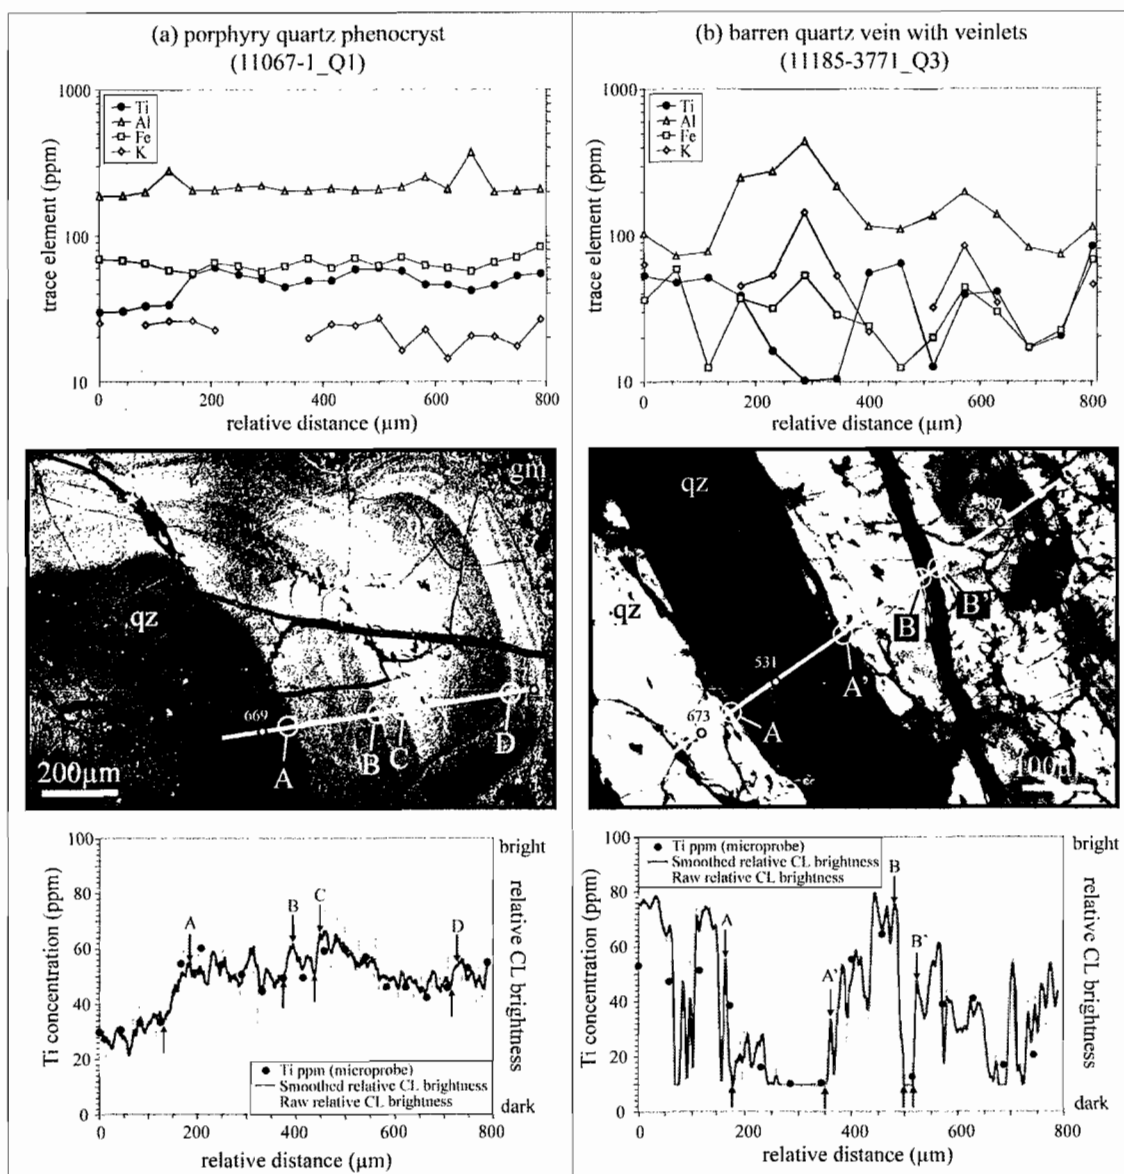 (a) porphyry quartz phenocryst
(11067-1_Q1)
1000
100
10
trace element (ppm)
Ti
Al
Fe
K
0
200
400
600
800
relative distance (µm)
gm
qz
669
A
B
C
D
200µm
100
80
60
40
20
0
Ti concentration (ppm)
bright
relative CL brightness
dark
A
B
C
D
Ti ppm (microprobe)
Smoothed relative CL brightness
Raw relative CL brightness
0
200
400
600
800
relative distance (µm)
(b) barren quartz vein with veinlets
(11185-3771_Q3)
1000
100
10
trace element (ppm)
Ti
Al
Fe
K
0
200
400
600
800
relative distance (µm)
qz
qz
B
B'
531
A'
673
A
100µ
100
80
60
40
20
0
Ti concentration (ppm)
bright
relative CL brightness
dark
Ti ppm (microprobe)
Smoothed relative CL brightness
Raw relative CL brightness
A
A`
B
B`
0
200
400
600
800
relative distance (µm)